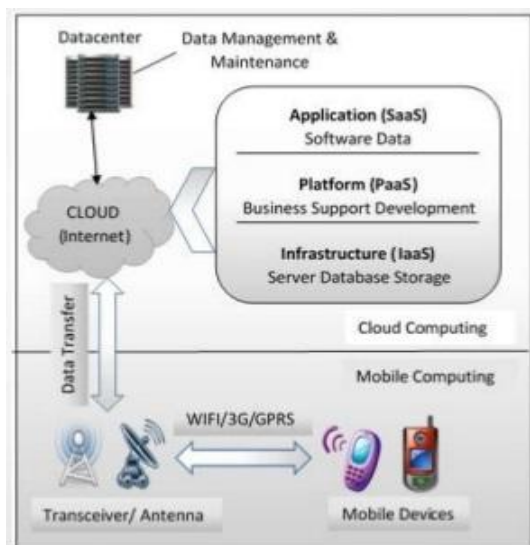 Datacenter
Data Management &
Maintenance
Application (SaaS)
Software Data
Platform (PaaS)
Business Support Development
Infrastructure (IaaS)
Server Database Storage
CLOUD
(Internet)
Cloud Computing
Data Transfer
Mobile Computing
WIFI/3G/GPRS
Transceiver/ Antenna
Mobile Devices